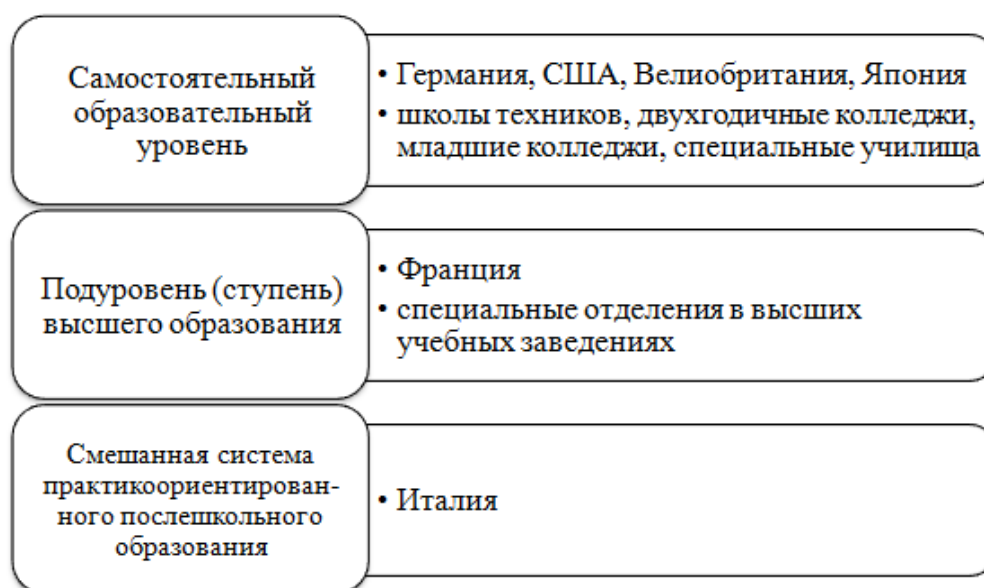 Самостоятельный
образовательный
уровень
• Германия, США, Велиобритания, Япония
• школы техников, двухгодичные колледжи,
младшие колледжи, специальные училища
Подуровень (ступень)
высшего образования
• Франция
• специальные отделения в высших
учебных заведениях
Смешанная система
практикоориентирован-
ного послешкольного
образования
• Италия